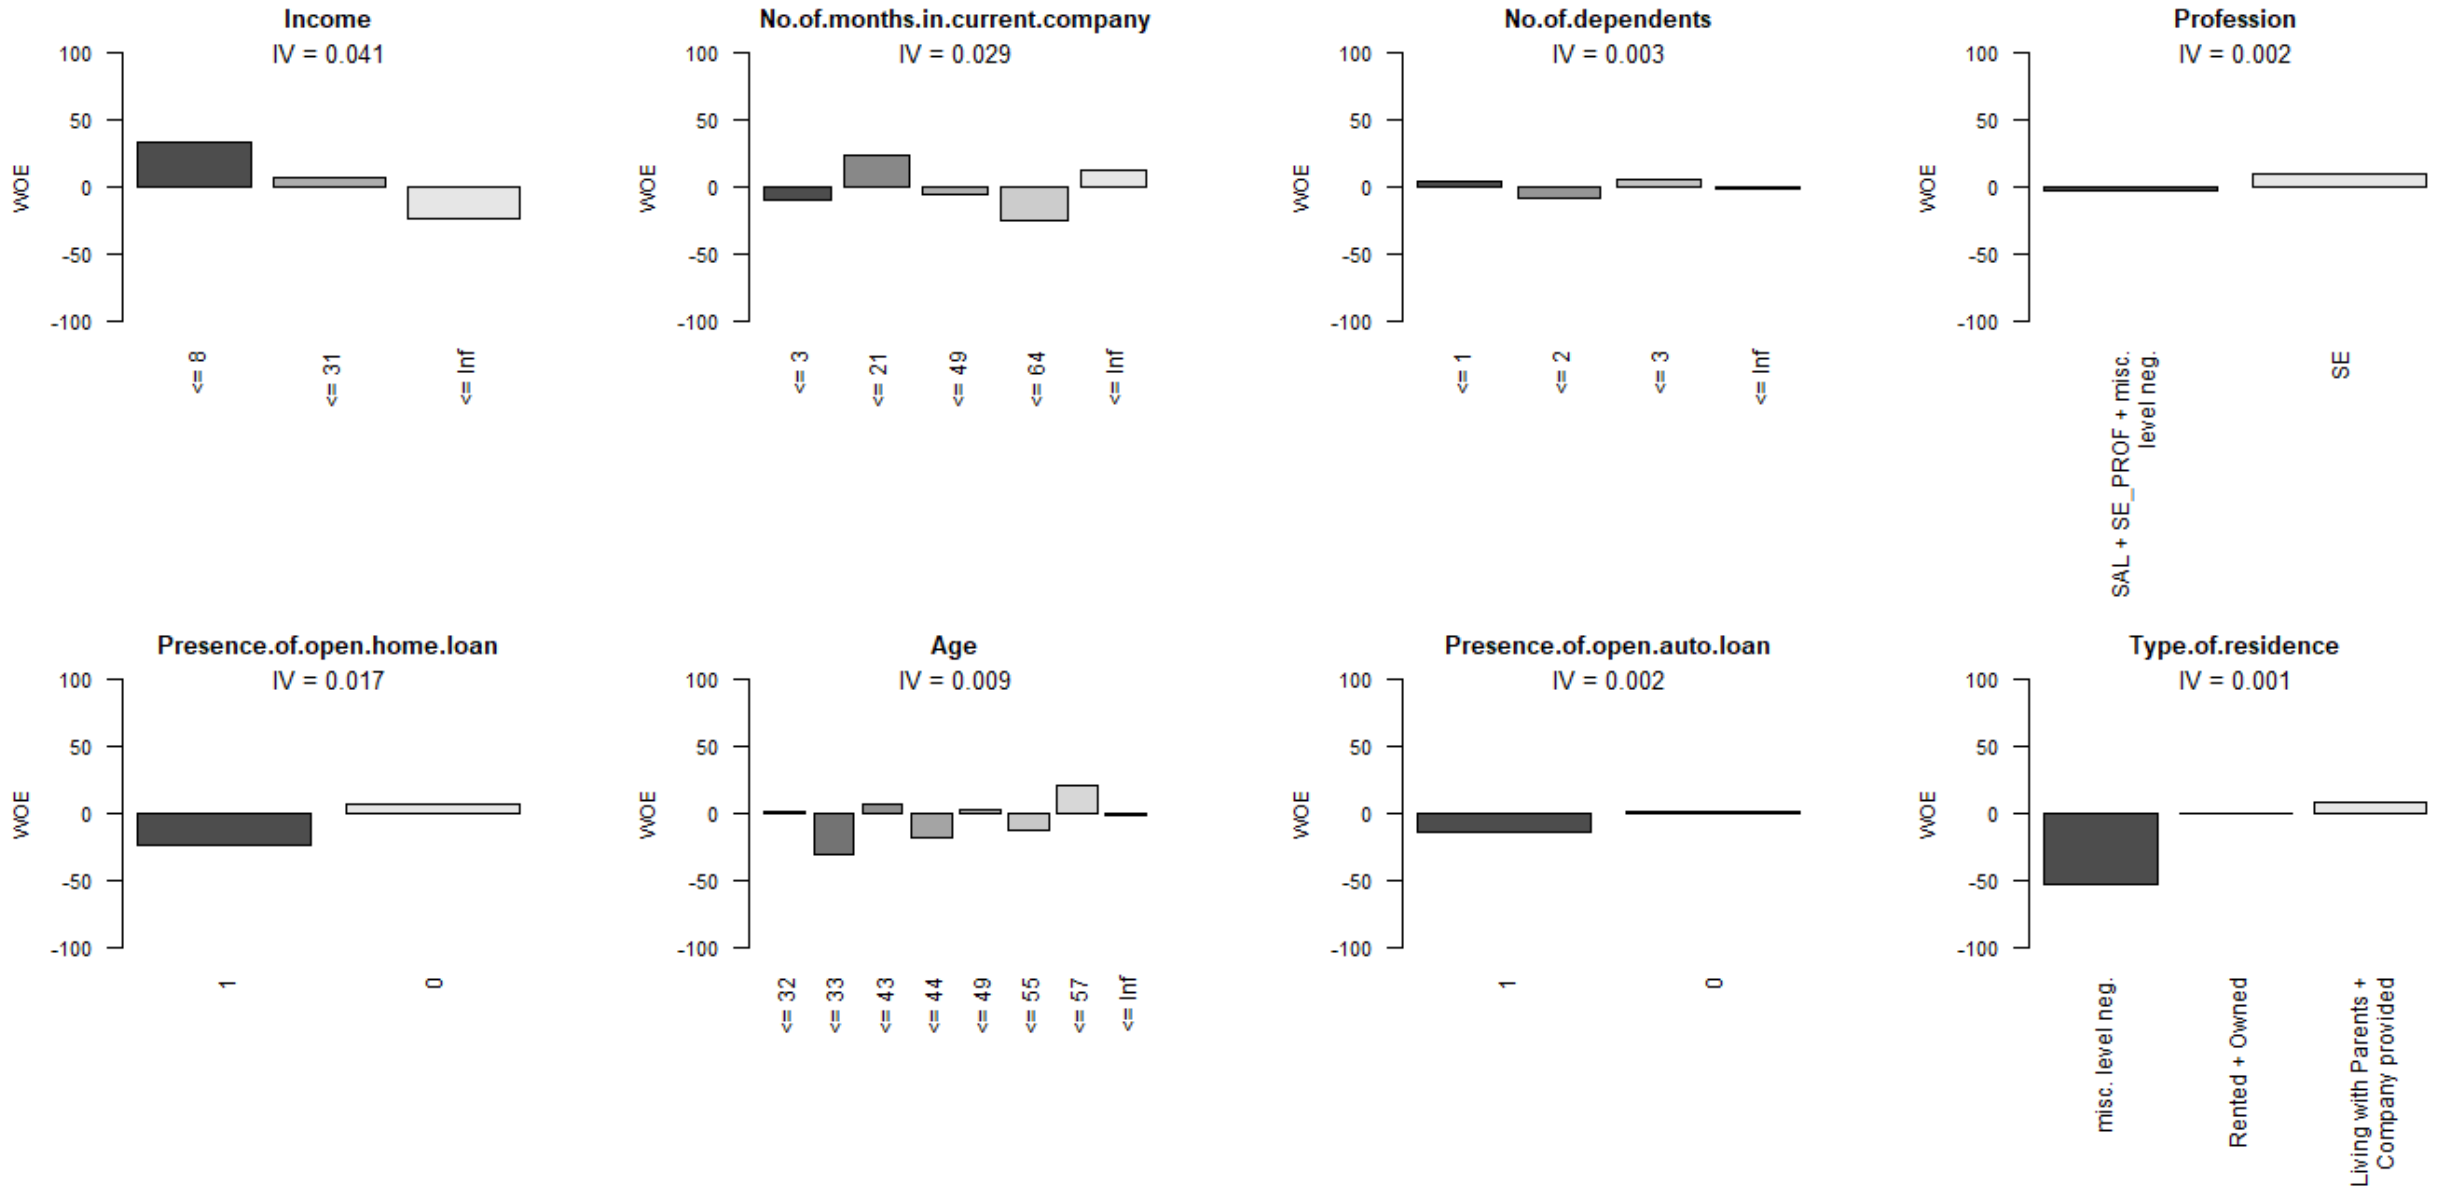 Income
IV = 0.041
WOE
100
50
0
-50
-100
<= 8
<= 31
<= Inf
No.of.months.in.current.company
IV = 0.029
WOE
100
50
0
-50
-100
<= 3
<= 21
<= 49
<= 64
<= Inf
No.of.dependents
IV = 0.003
WOE
100
50
0
-50
-100
<= 1
<= 2
<= 3
<= Inf
Profession
IV = 0.002
WOE
100
50
0
-50
-100
SAL + SE_PROF + misc.
level neg.
SE
Presence.of.open.home.loan
IV = 0.017
WOE
100
50
0
-50
-100
1
0
Age
IV = 0.009
WOE
100
50
0
-50
-100
<= 32
<= 33
<= 43
<= 44
<= 49
<= 55
<= 57
<= Inf
Presence.of.open.auto.loan
IV = 0.002
WOE
100
50
0
-50
-100
1
0
Type.of.residence
IV = 0.001
WOE
100
50
0
-50
-100
misc. level neg.
Rented + Owned
Living with Parents +
Company provided